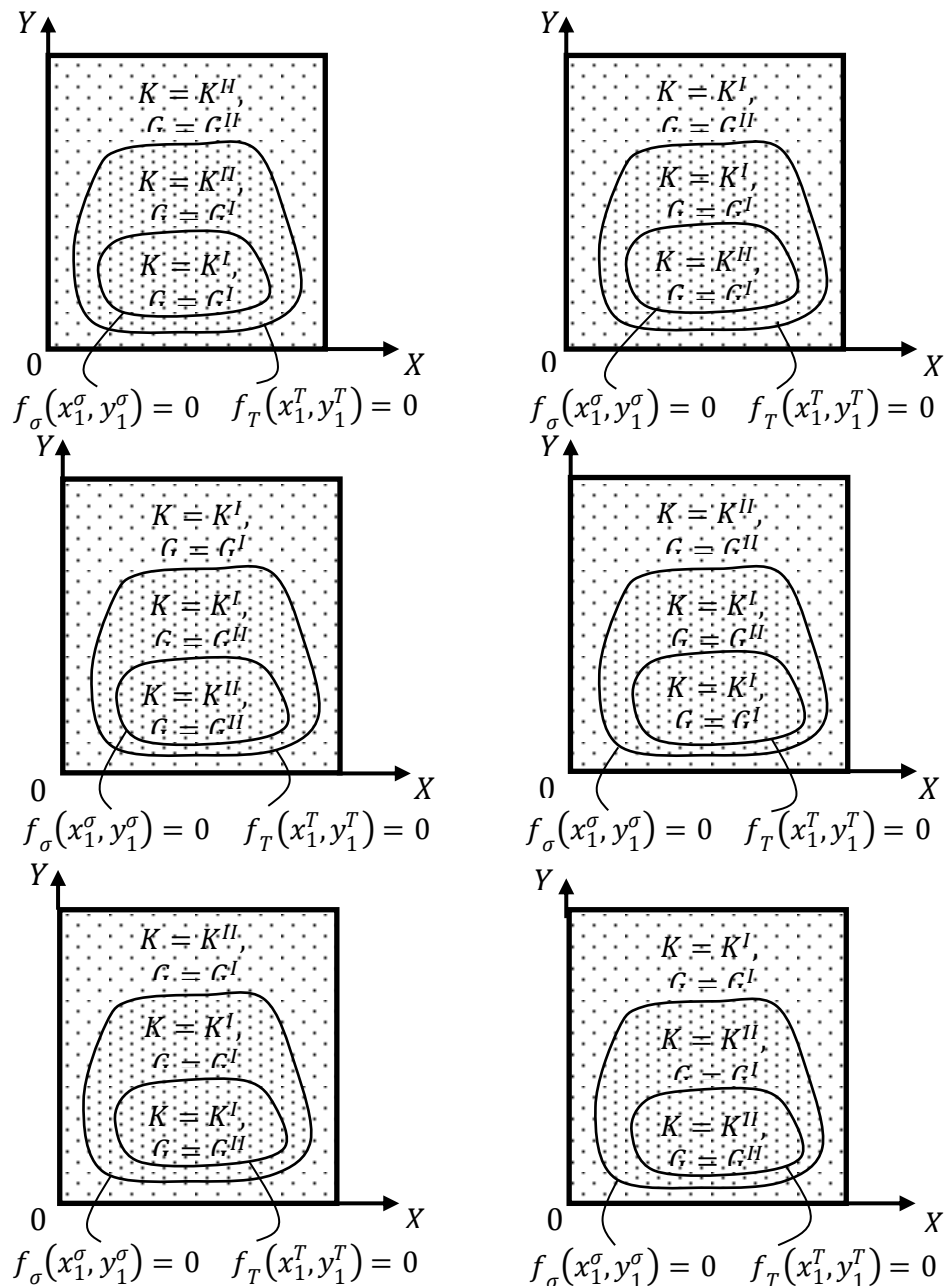 Y
K = K^{II},
G = G^{II}
K = K^{II},
G = G^{I}
K = K^{I},
G = G^{I}
0
X
f_σ(x_1^σ, y_1^σ) = 0 f_T(x_1^T, y_1^T) = 0
Y
K = K^{I},
G = G^{II}
K = K^{I},
G = G^{I}
K = K^{II},
G = G^{I}
0
X
f_σ(x_1^σ, y_1^σ) = 0 f_T(x_1^T, y_1^T) = 0
Y
K = K^{I},
G = G^{I}
K = K^{I},
G = G^{II}
K = K^{II},
G = G^{II}
0
X
f_σ(x_1^σ, y_1^σ) = 0 f_T(x_1^T, y_1^T) = 0
Y
K = K^{II},
G = G^{II}
K = K^{I},
G = G^{II}
K = K^{I},
G = G^{I}
0
X
f_σ(x_1^σ, y_1^σ) = 0 f_T(x_1^T, y_1^T) = 0
Y
K = K^{II},
G = G^{I}
K = K^{I},
G = G^{I}
K = K^{I},
G = G^{II}
0
X
f_σ(x_1^σ, y_1^σ) = 0 f_T(x_1^T, y_1^T) = 0
Y
K = K^{I},
G = G^{I}
K = K^{II},
G = G^{I}
K = K^{II},
G = G^{II}
0
X
f_σ(x_1^σ, y_1^σ) = 0 f_T(x_1^T, y_1^T) = 0